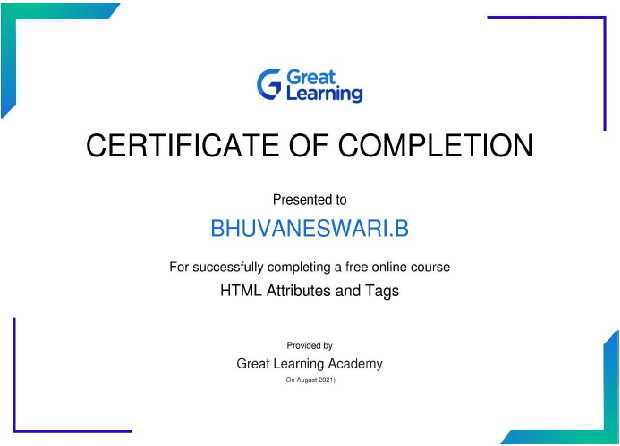 Great
Learning
CERTIFICATE OF COMPLETION
Presented to
BHUVANESWARI.B
For successfully completing a free online course
HTML Attributes and Tags
Provided by
Great Learning Academy
(On August 2021)